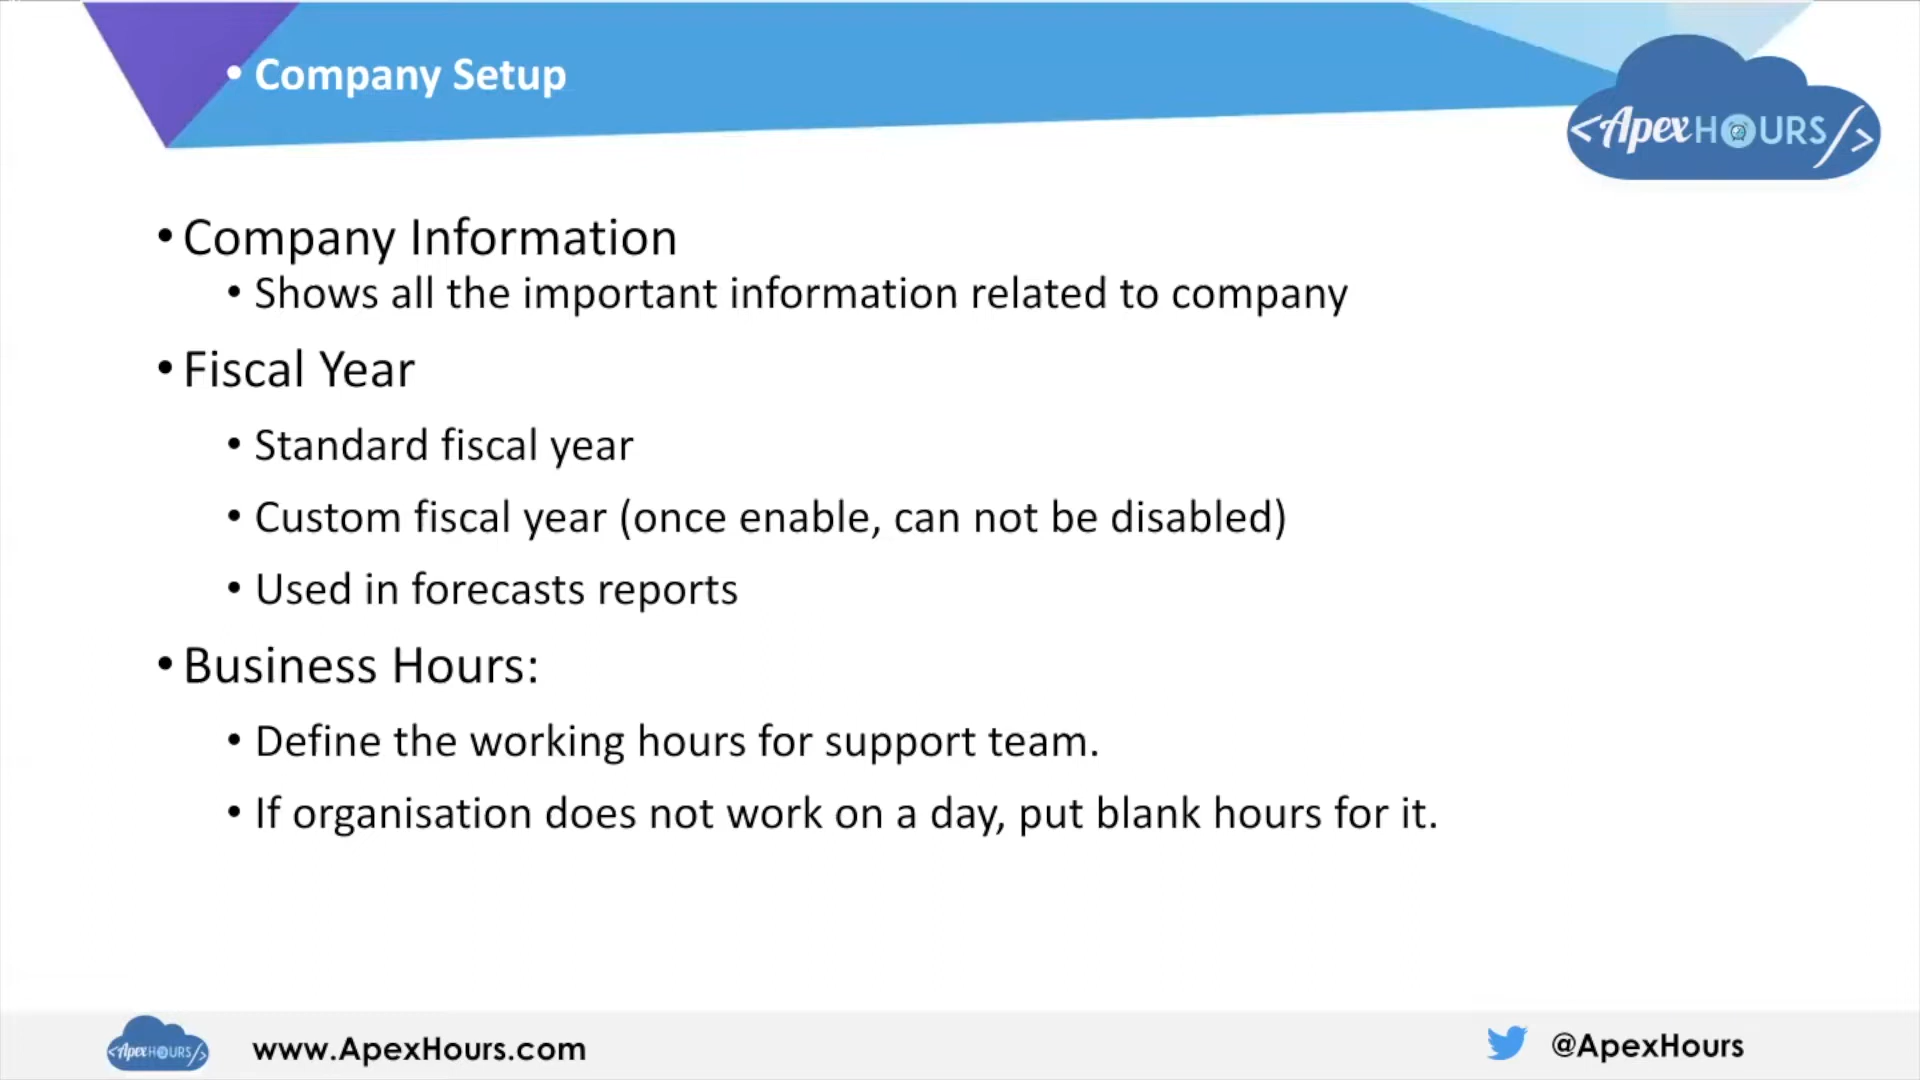 • Company Setup
<ApexHOURS/>
• Company Information
• Shows all the important information related to company
• Fiscal Year
• Standard fiscal year
• Custom fiscal year (once enable, can not be disabled)
• Used in forecasts reports
• Business Hours:
• Define the working hours for support team.
• If organisation does not work on a day, put blank hours for it.
<ApexHOURS/>
www.ApexHours.com
@ApexHours